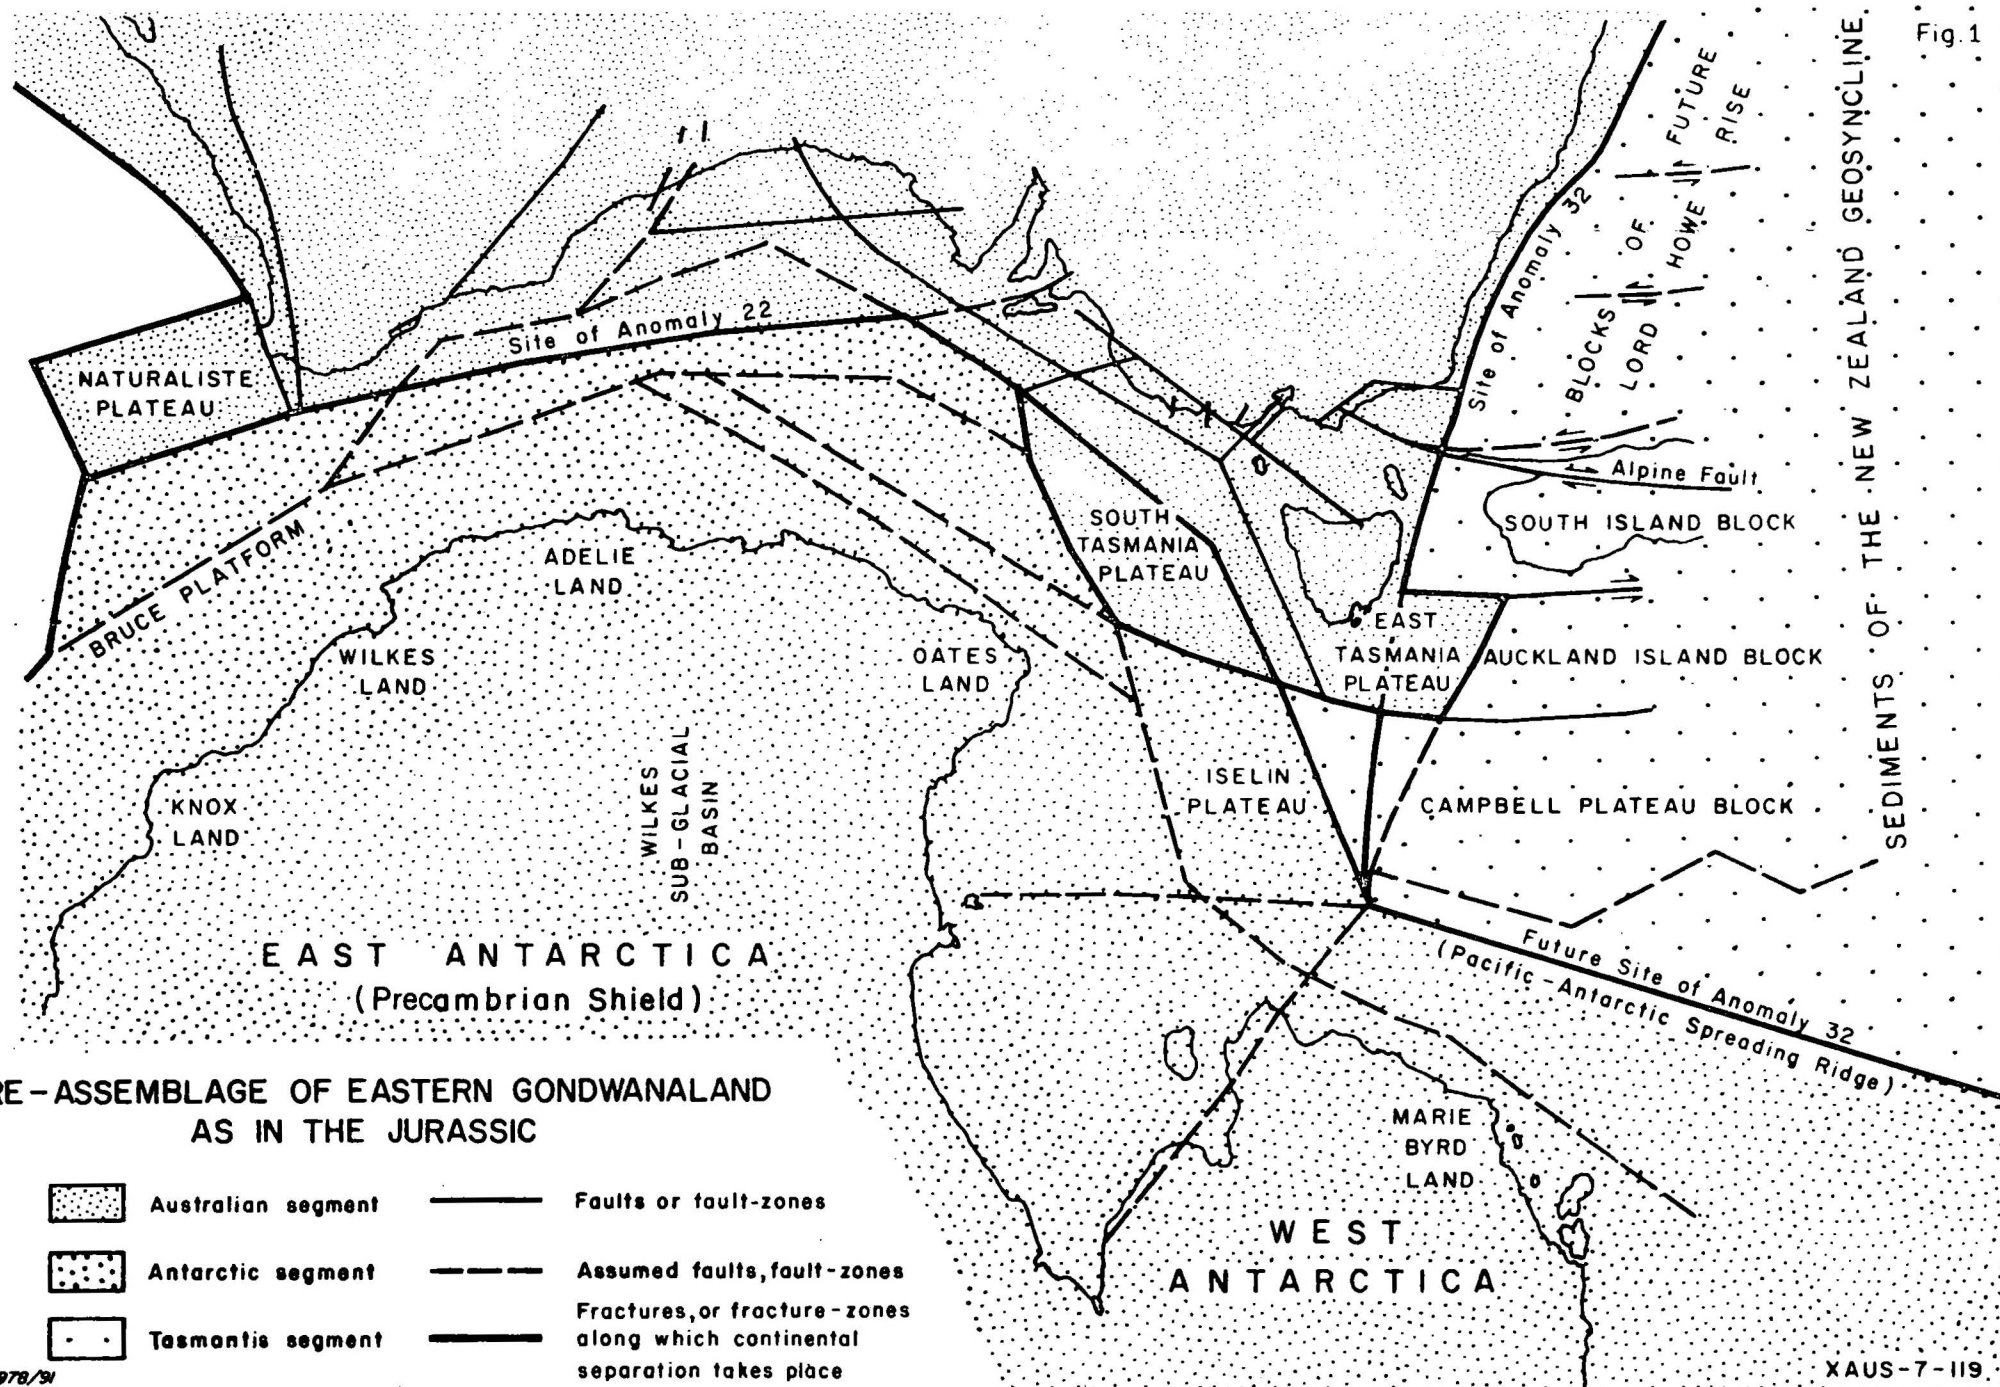 Fig. 1
SEDIMENTS OF THE NEW ZEALAND GEOSYNCLINE
BLOCKS OF FUTURE
LORD HOWE RISE
Site of Anomaly 32
Site of Anomaly 22
NATURALISTE
PLATEAU
Alpine Fault
SOUTH ISLAND BLOCK
SOUTH
TASMANIA
PLATEAU
BRUCE PLATFORM
ADELIE
LAND
EAST
TASMANIA
PLATEAU
AUCKLAND ISLAND BLOCK
WILKES
LAND
OATES
LAND
KNOX
LAND
WILKES
SUB-GLACIAL
BASIN
ISELIN
PLATEAU
CAMPBELL PLATEAU BLOCK
EAST ANTARCTICA
(Precambrian Shield)
Future Site of Anomaly 32
(Pacific-Antarctic Spreading Ridge)
MARIE
BYRD
LAND
WEST
ANTARCTICA
RE-ASSEMBLAGE OF EASTERN GONDWANALAND
AS IN THE JURASSIC
Australian segment
Faults or fault-zones
Antarctic segment
Assumed faults, fault-zones
Tasmantis segment
Fractures, or fracture-zones
along which continental
separation takes place
978/91
XAUS-7-119